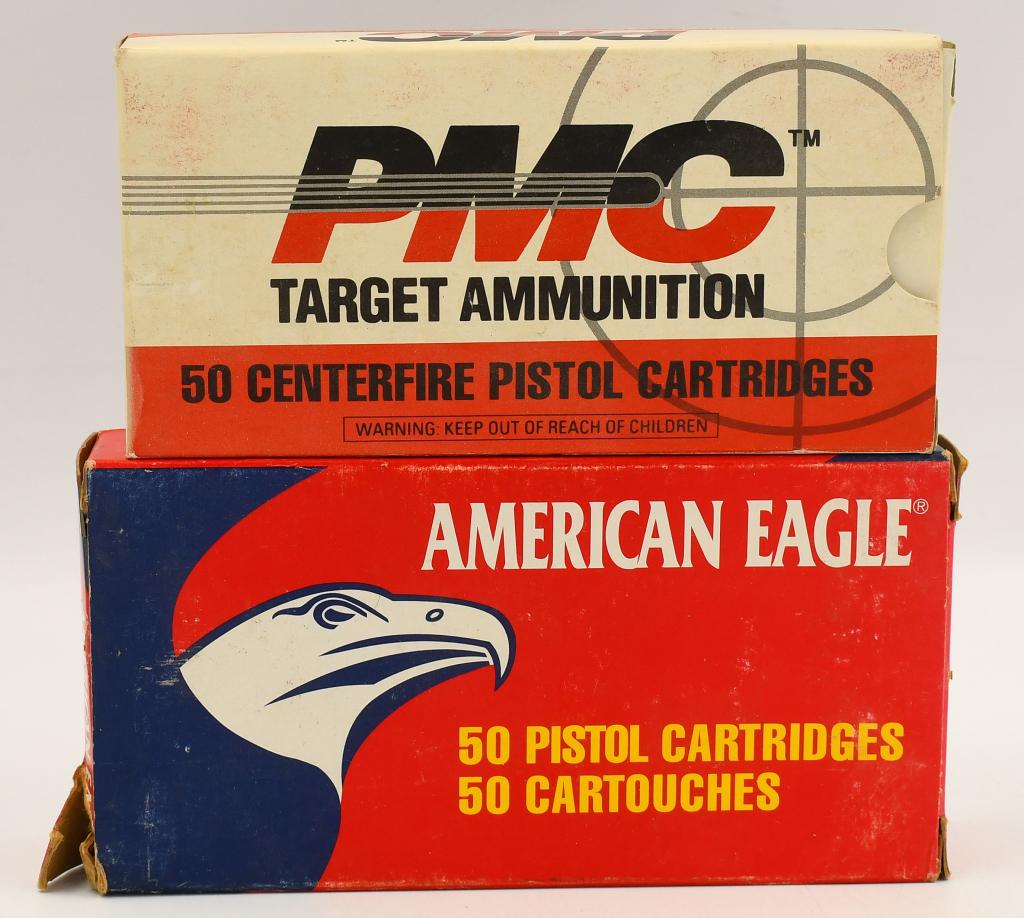 PMC™
TARGET AMMUNITION
50 CENTERFIRE PISTOL CARTRIDGES
WARNING: KEEP OUT OF REACH OF CHILDREN
AMERICAN EAGLE®
50 PISTOL CARTRIDGES
50 CARTOUCHES